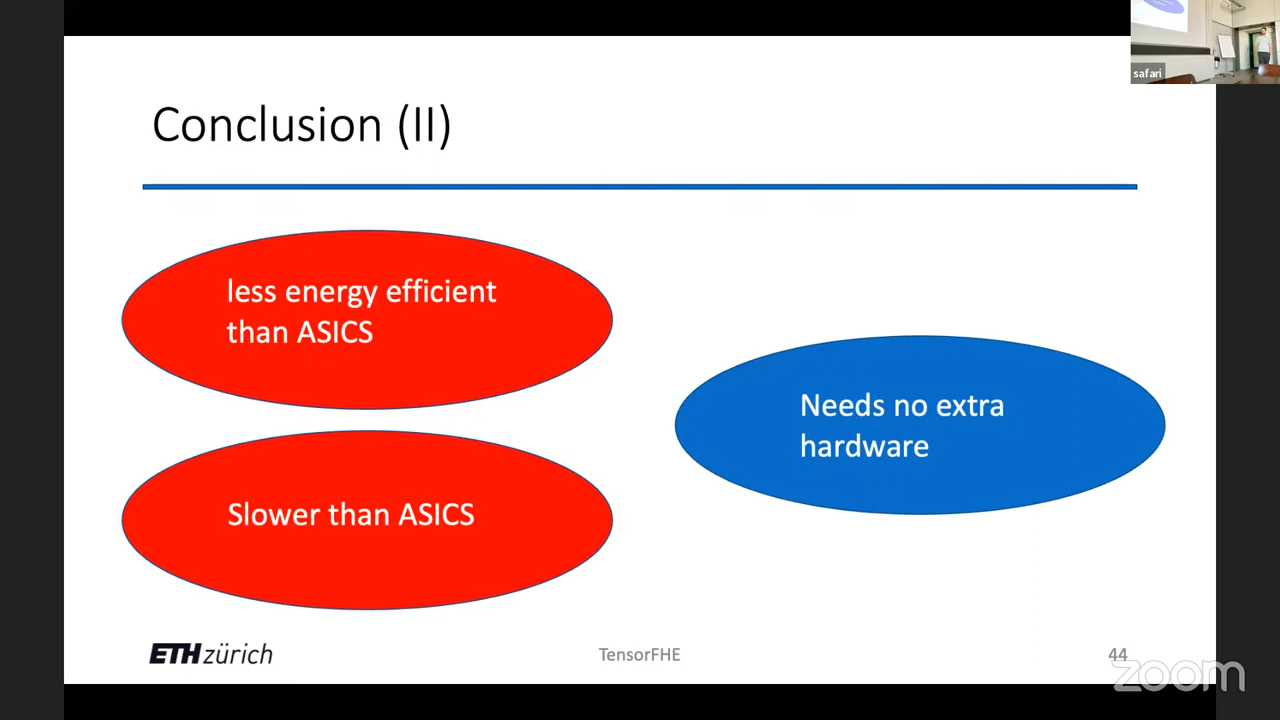 safari
Conclusion (II)
less energy efficient
than ASICS
Needs no extra
hardware
Slower than ASICS
ETH zürich
TensorFHE
44
zoom